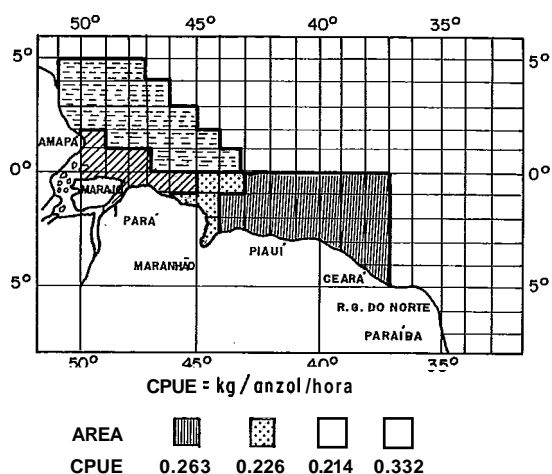 50° 45° 40° 35°
5° 5°
AMAPÁ
0° 0°
MARAJÓ
PARÁ
PIAUÍ
MARANHÃO
CEARÁ
5° 5°
R.G. DO NORTE
PARAÍBA
50° 45° 40° 35°
CPUE = kg/anzol/hora
AREA
CPUE 0.263 0.226 0.214 0.332